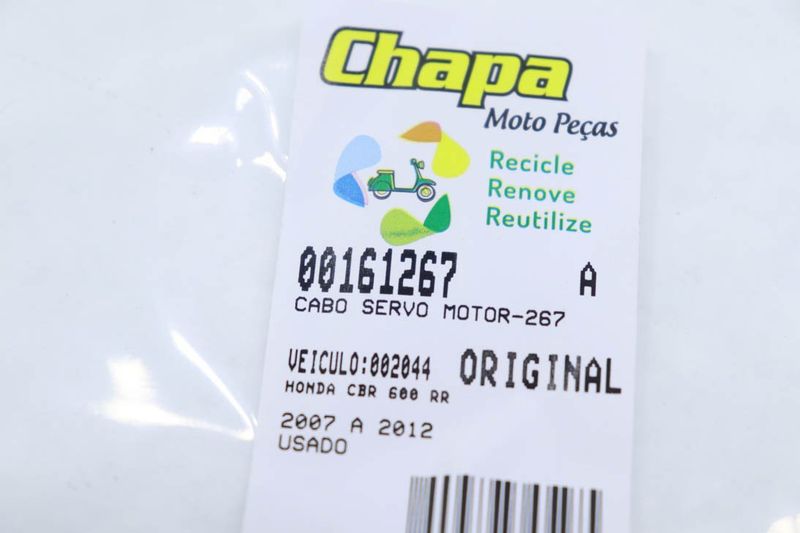 Chapa
Moto Peças
Recicle
Renove
Reutilize
00161267 A
CABO SERVO MOTOR-267
VEICULO:002044 ORIGINAL
HONDA CBR 600 RR
2007 A 2012
USADO